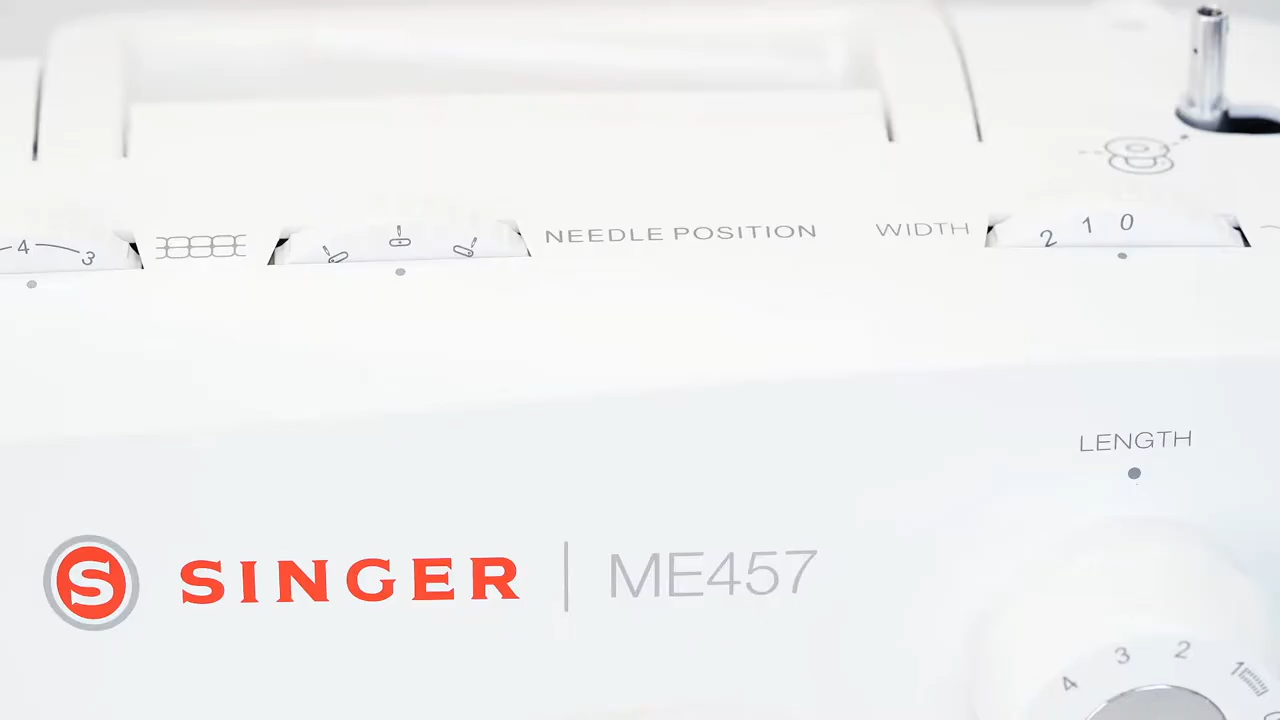 4 3
NEEDLE POSITION
WIDTH
2 1 0
LENGTH
S SINGER | ME457
4 3 2 1